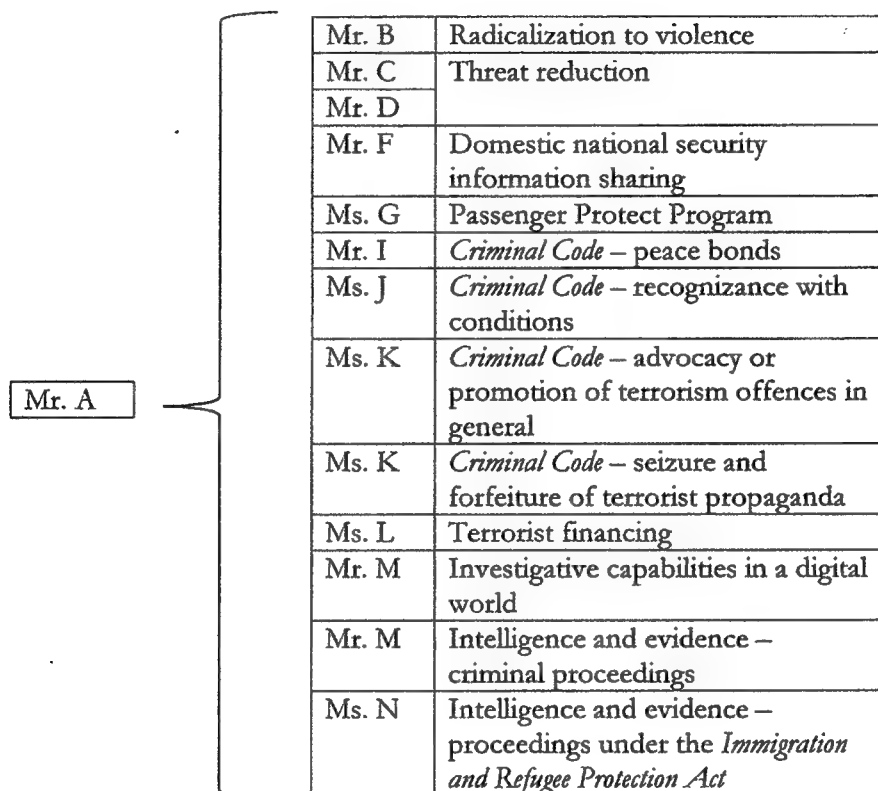 Mr. B Radicalization to violence
Mr. C Threat reduction
Mr. D
Mr. F Domestic national security
information sharing
Ms. G Passenger Protect Program
Mr. I Criminal Code – peace bonds
Ms. J Criminal Code – recognizance with
conditions
Ms. K Criminal Code – advocacy or
promotion of terrorism offences in
general
Mr. A
Ms. K Criminal Code – seizure and
forfeiture of terrorist propaganda
Ms. L Terrorist financing
Mr. M Investigative capabilities in a digital
world
Mr. M Intelligence and evidence –
criminal proceedings
Ms. N Intelligence and evidence –
proceedings under the Immigration
and Refugee Protection Act